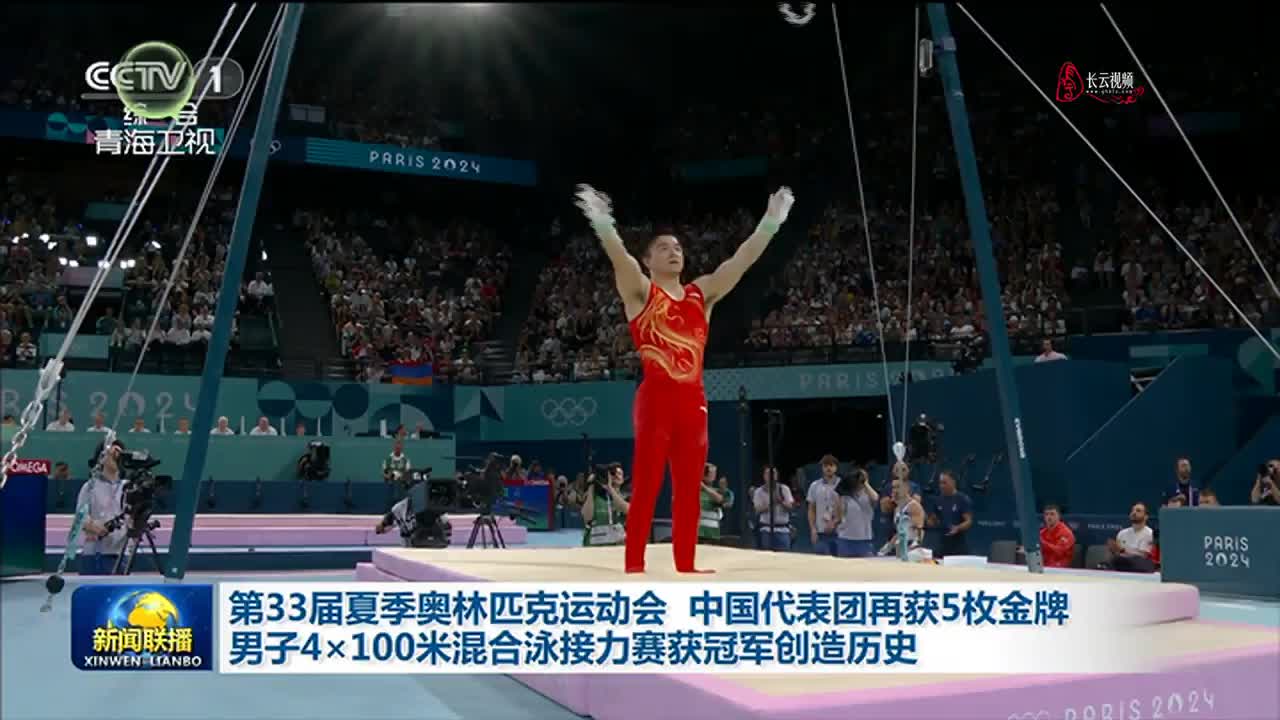 CCTV 1
综合
青海卫视
长云视频
PARIS 2024
PARIS
2024
OMEGA
PARIS
2024
第33届夏季奥林匹克运动会 中国代表团再获5枚金牌
男子4×100米混合泳接力赛获冠军创造历史
新闻联播
XINWEN LIANBO
PARIS 2024